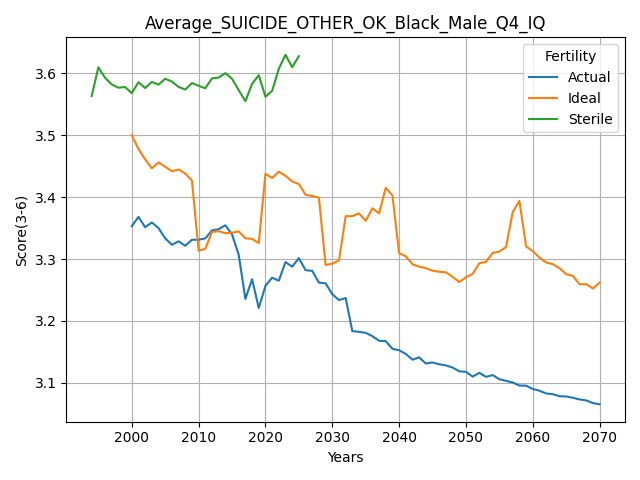 Average_SUICIDE_OTHER_OK_Black_Male_Q4_IQ
Fertility
Actual
Ideal
Sterile
Score(3-6)
3.6
3.5
3.4
3.3
3.2
3.1
2000 2010 2020 2030 2040 2050 2060 2070
Years